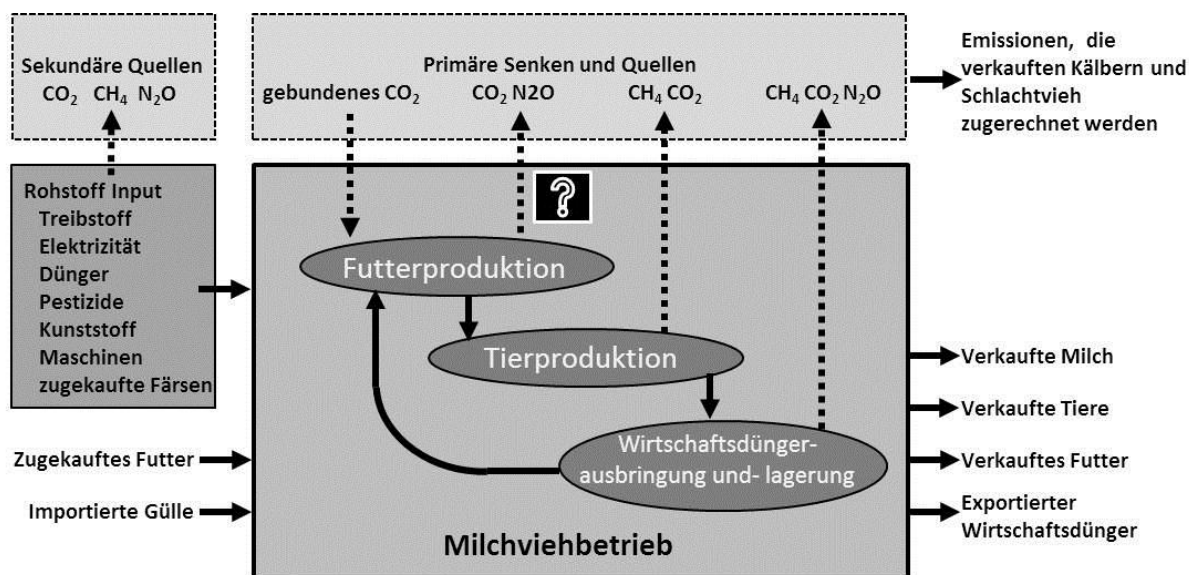 Sekundäre Quellen
CO₂ CH₄ N₂O
Primäre Senken und Quellen
gebundenes CO₂ CO₂ N2O CH₄ CO₂ CH₄ CO₂ N₂O
Emissionen, die
verkauften Kälbern und
Schlachtvieh
zugerechnet werden
Rohstoff Input
Treibstoff
Elektrizität
Dünger
Pestizide
Kunststoff
Maschinen
zugekaufte Färsen
Zugekauftes Futter
Importierte Gülle
?
Futterproduktion
Tierproduktion
Wirtschaftsdünger-
ausbringung und- lagerung
Milchviehbetrieb
Verkaufte Milch
Verkaufte Tiere
Verkauftes Futter
Exportierter
Wirtschaftsdünger